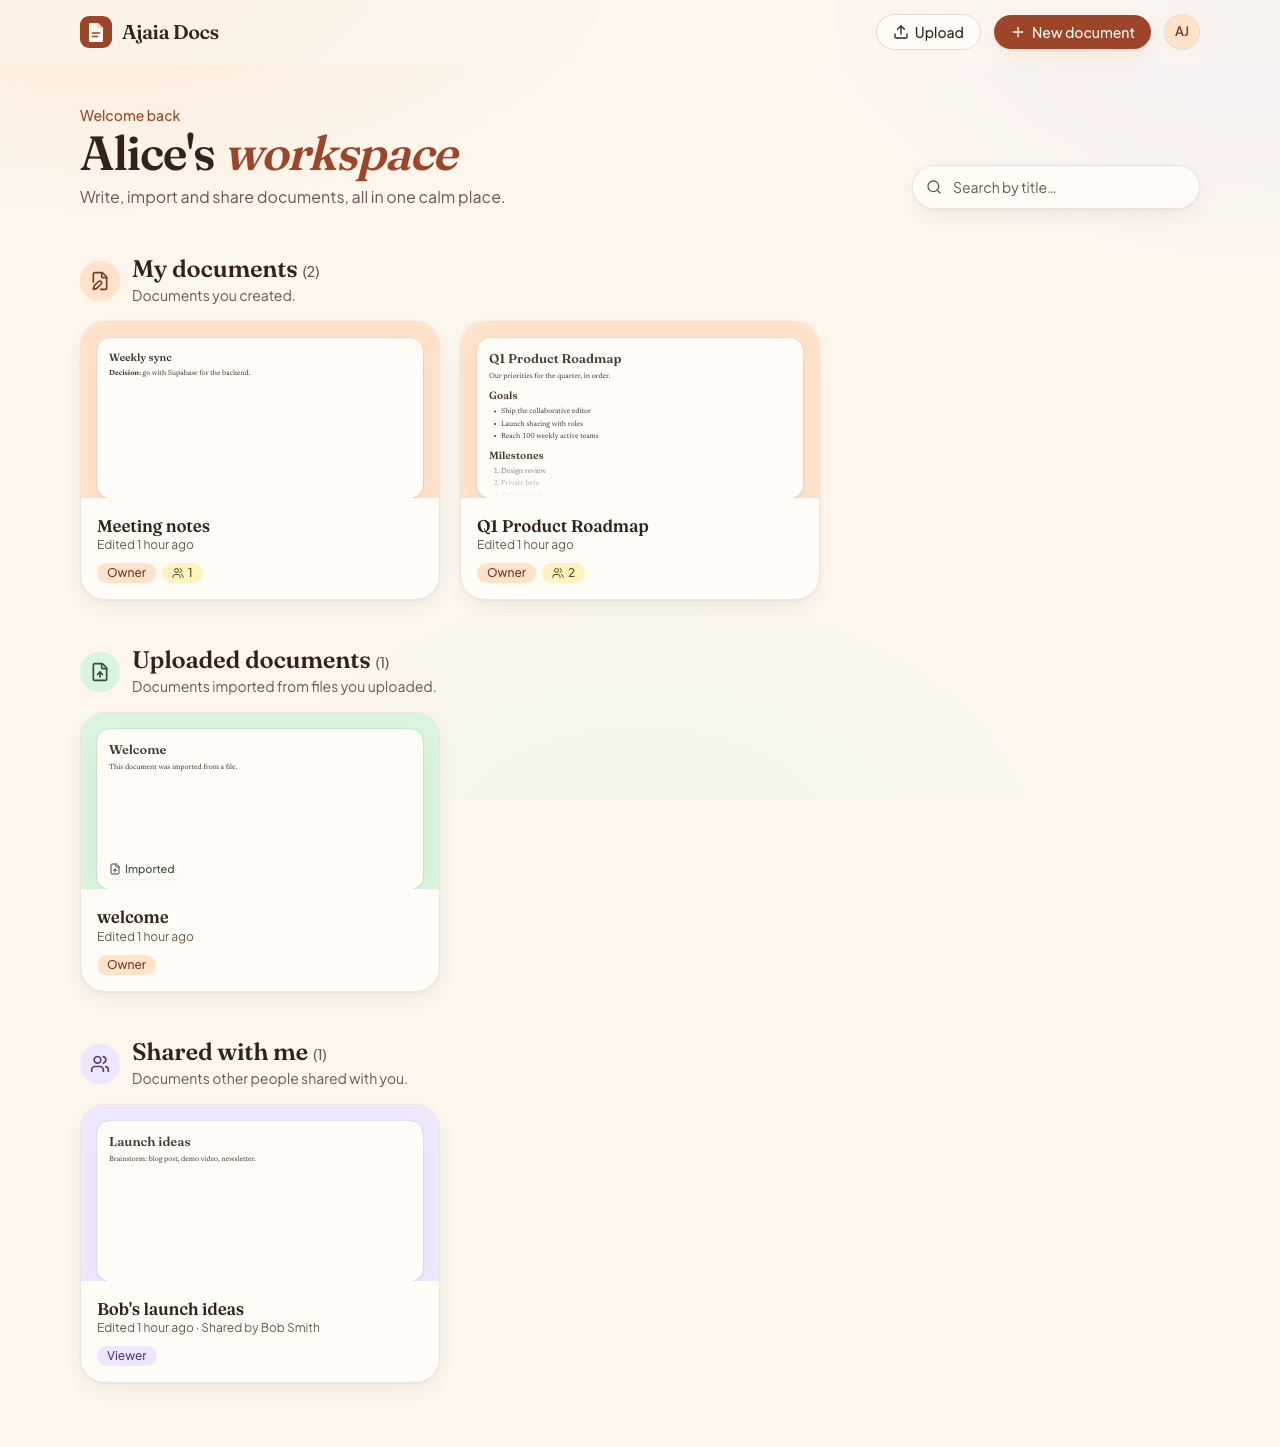 Ajaia Docs
Upload
New document
AJ
Welcome back
Alice's workspace
Write, import and share documents, all in one calm place.
Search by title…
My documents (2)
Documents you created.
Weekly sync
Decision: go with Supabase for the backend.
Meeting notes
Edited 1 hour ago
Owner
1
Q1 Product Roadmap
Our priorities for the quarter, in order.
Goals
• Ship the collaborative editor
• Launch sharing with roles
• Reach 100 weekly active teams
Milestones
1. Design review
2. Private beta
3. Public launch
Q1 Product Roadmap
Edited 1 hour ago
Owner
2
Uploaded documents (1)
Documents imported from files you uploaded.
Welcome
This document was imported from a file.
Imported
welcome
Edited 1 hour ago
Owner
Shared with me (1)
Documents other people shared with you.
Launch ideas
Brainstorm: blog post, demo video, newsletter.
Bob's launch ideas
Edited 1 hour ago · Shared by Bob Smith
Viewer